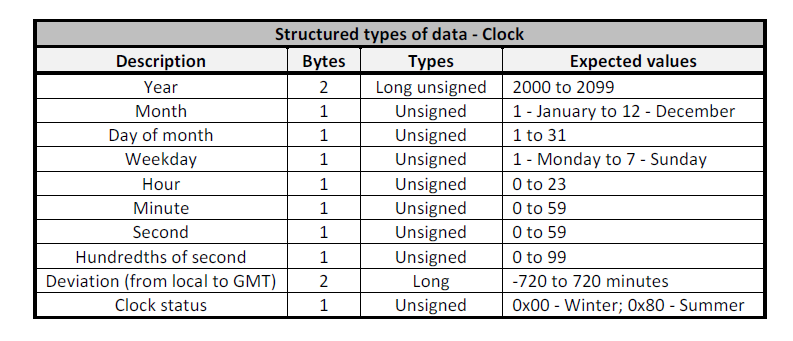 Structured types of data - Clock
Description Bytes Types Expected values
Year 2 Long unsigned 2000 to 2099
Month 1 Unsigned 1 - January to 12 - December
Day of month 1 Unsigned 1 to 31
Weekday 1 Unsigned 1 - Monday to 7 - Sunday
Hour 1 Unsigned 0 to 23
Minute 1 Unsigned 0 to 59
Second 1 Unsigned 0 to 59
Hundredths of second 1 Unsigned 0 to 99
Deviation (from local to GMT) 2 Long -720 to 720 minutes
Clock status 1 Unsigned 0x00 - Winter; 0x80 - Summer